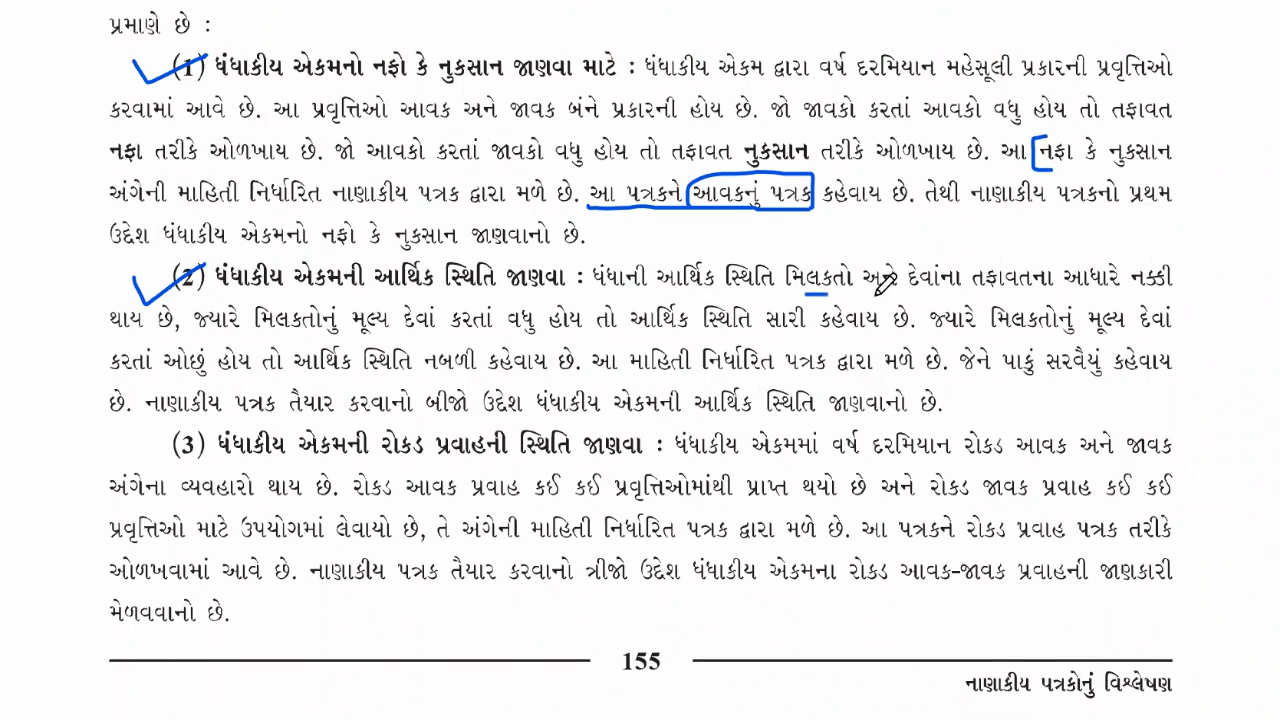 પ્રમાણે છે :
(1) ધંધાકીય એકમનો નફો કે નુકસાન જાણવા માટે : ધંધાકીય એકમ દ્વારા વર્ષ દરમિયાન મહેસૂલી પ્રકારની પ્રવૃત્તિઓ
કરવામાં આવે છે. આ પ્રવૃત્તિઓ આવક અને જાવક બંને પ્રકારની હોય છે. જો જાવકો કરતાં આવકો વધુ હોય તો તફાવત
નફા તરીકે ઓળખાય છે. જો આવકો કરતાં જાવકો વધુ હોય તો તફાવત નુકસાન તરીકે ઓળખાય છે. આ નફા કે નુકસાન
અંગેની માહિતી નિર્ધારિત નાણાકીય પત્રક દ્વારા મળે છે. આ પત્રકને આવકનું પત્રક કહેવાય છે. તેથી નાણાકીય પત્રકનો પ્રથમ
ઉદ્દેશ ધંધાકીય એકમનો નફો કે નુકસાન જાણવાનો છે.
(2) ધંધાકીય એકમની આર્થિક સ્થિતિ જાણવા : ધંધાની આર્થિક સ્થિતિ મિલકતો અને દેવાંના તફાવતના આધારે નક્કી
થાય છે, જ્યારે મિલકતોનું મૂલ્ય દેવાં કરતાં વધુ હોય તો આર્થિક સ્થિતિ સારી કહેવાય છે. જ્યારે મિલકતોનું મૂલ્ય દેવાં
કરતાં ઓછું હોય તો આર્થિક સ્થિતિ નબળી કહેવાય છે. આ માહિતી નિર્ધારિત પત્રક દ્વારા મળે છે. જેને પાકું સરવૈયું કહેવાય
છે. નાણાકીય પત્રક તૈયાર કરવાનો બીજો ઉદ્દેશ ધંધાકીય એકમની આર્થિક સ્થિતિ જાણવાનો છે.
(3) ધંધાકીય એકમની રોકડ પ્રવાહની સ્થિતિ જાણવા : ધંધાકીય એકમમાં વર્ષ દરમિયાન રોકડ આવક અને જાવક
અંગેના વ્યવહારો થાય છે. રોકડ આવક પ્રવાહ કઈ કઈ પ્રવૃત્તિઓમાંથી પ્રાપ્ત થયો છે અને રોકડ જાવક પ્રવાહ કઈ કઈ
પ્રવૃત્તિઓ માટે ઉપયોગમાં લેવાયો છે, તે અંગેની માહિતી નિર્ધારિત પત્રક દ્વારા મળે છે. આ પત્રકને રોકડ પ્રવાહ પત્રક તરીકે
ઓળખવામાં આવે છે. નાણાકીય પત્રક તૈયાર કરવાનો ત્રીજો ઉદ્દેશ ધંધાકીય એકમના રોકડ આવક-જાવક પ્રવાહની જાણકારી
મેળવવાનો છે.
155
નાણાકીય પત્રકોનું વિશ્લેષણ